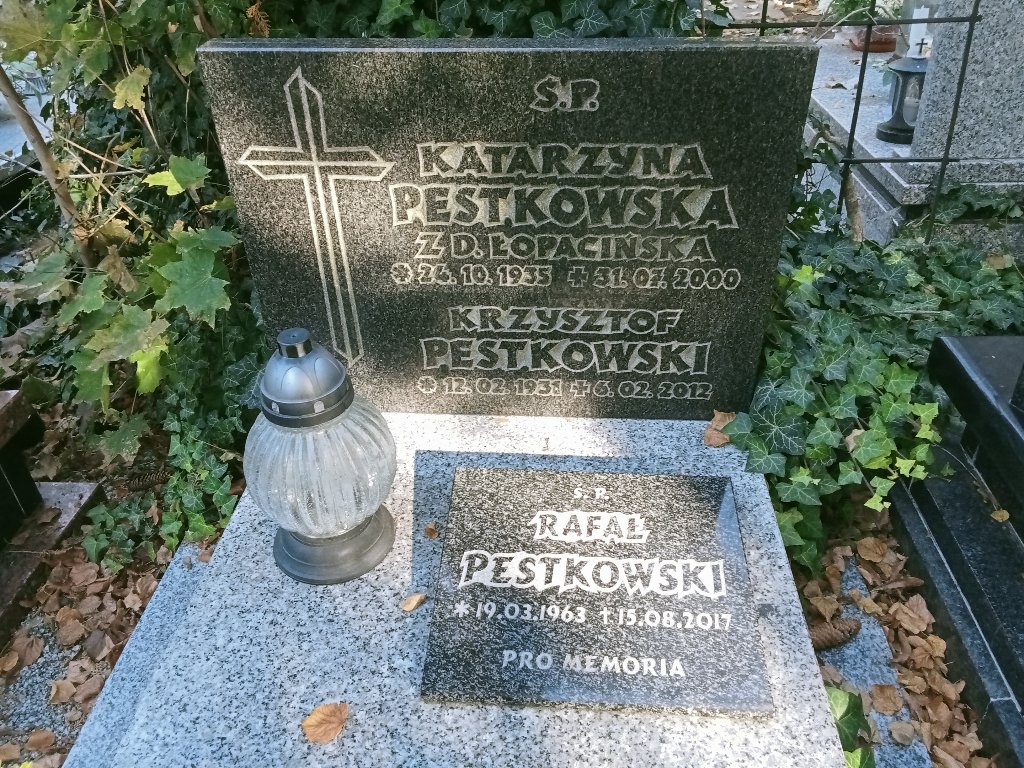 Ś.P.
KATARZYNA
PESTKOWSKA
Z D. ŁOPACIŃSKA
* 26. 10. 1935 + 31. 07. 2000
KRZYSZTOF
PESTKOWSKI
* 12. 02. 1931 + 6. 02. 2012
Ś. P.
RAFAŁ
PESTKOWSKI
* 19.03.1963 † 15.08.2017
PRO MEMORIA